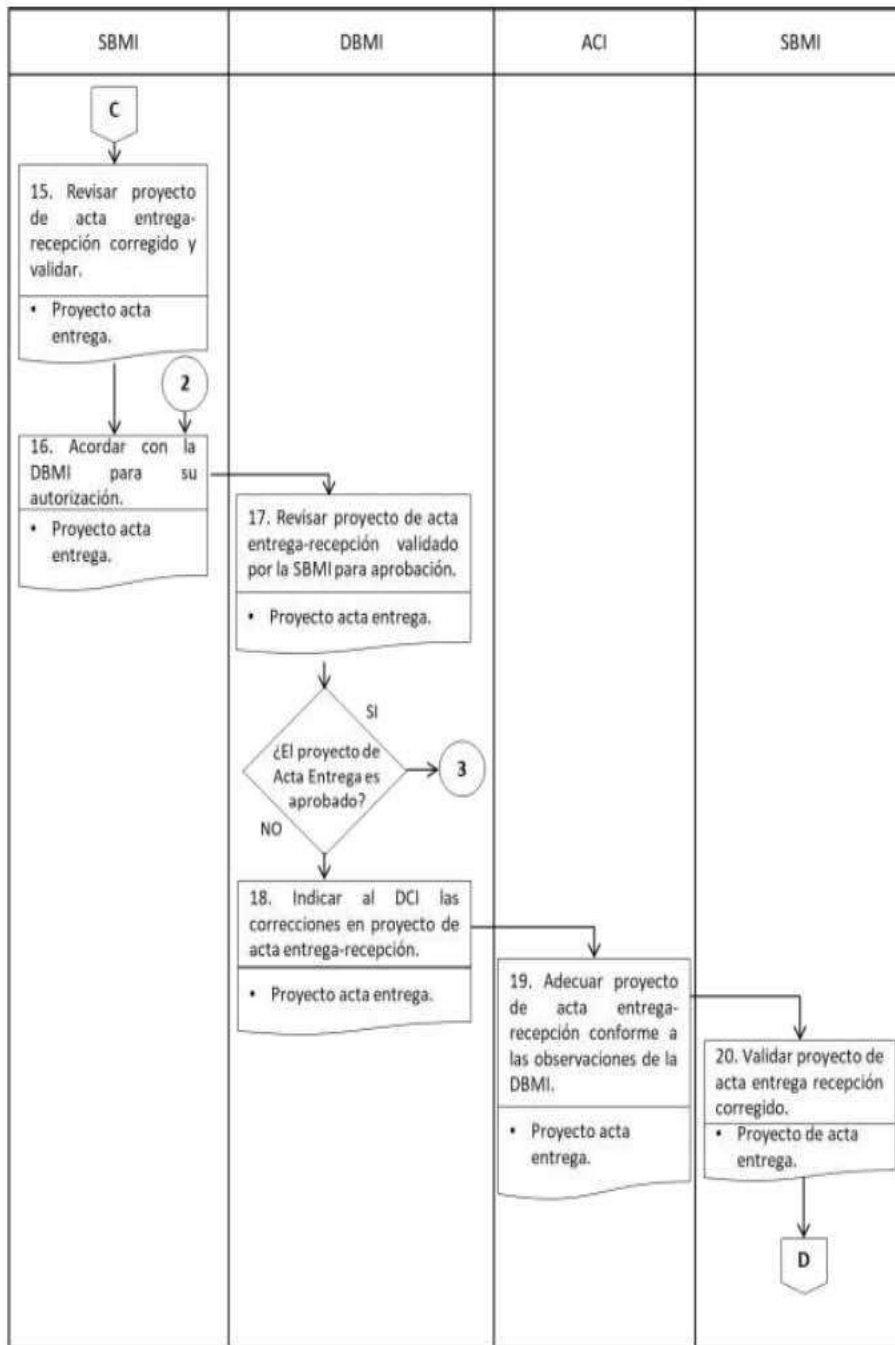 SBMI
DBMI
ACI
SBMI
C
15. Revisar proyecto
de acta entrega-
recepción corregido y
validar.
• Proyecto acta
entrega.
2
16. Acordar con la
DBMI para su
autorización.
• Proyecto acta
entrega.
17. Revisar proyecto de acta
entrega-recepción validado
por la SBMI para aprobación.
• Proyecto acta entrega.
SI
¿El proyecto de
Acta Entrega es
aprobado?
3
NO
18. Indicar al DCI las
correcciones en proyecto de
acta entrega-recepción.
• Proyecto acta entrega.
19. Adecuar proyecto
de acta entrega-
recepción conforme a
las observaciones de la
DBMI.
• Proyecto acta
entrega.
20. Validar proyecto de
acta entrega recepción
corregido.
• Proyecto de acta
entrega.
D